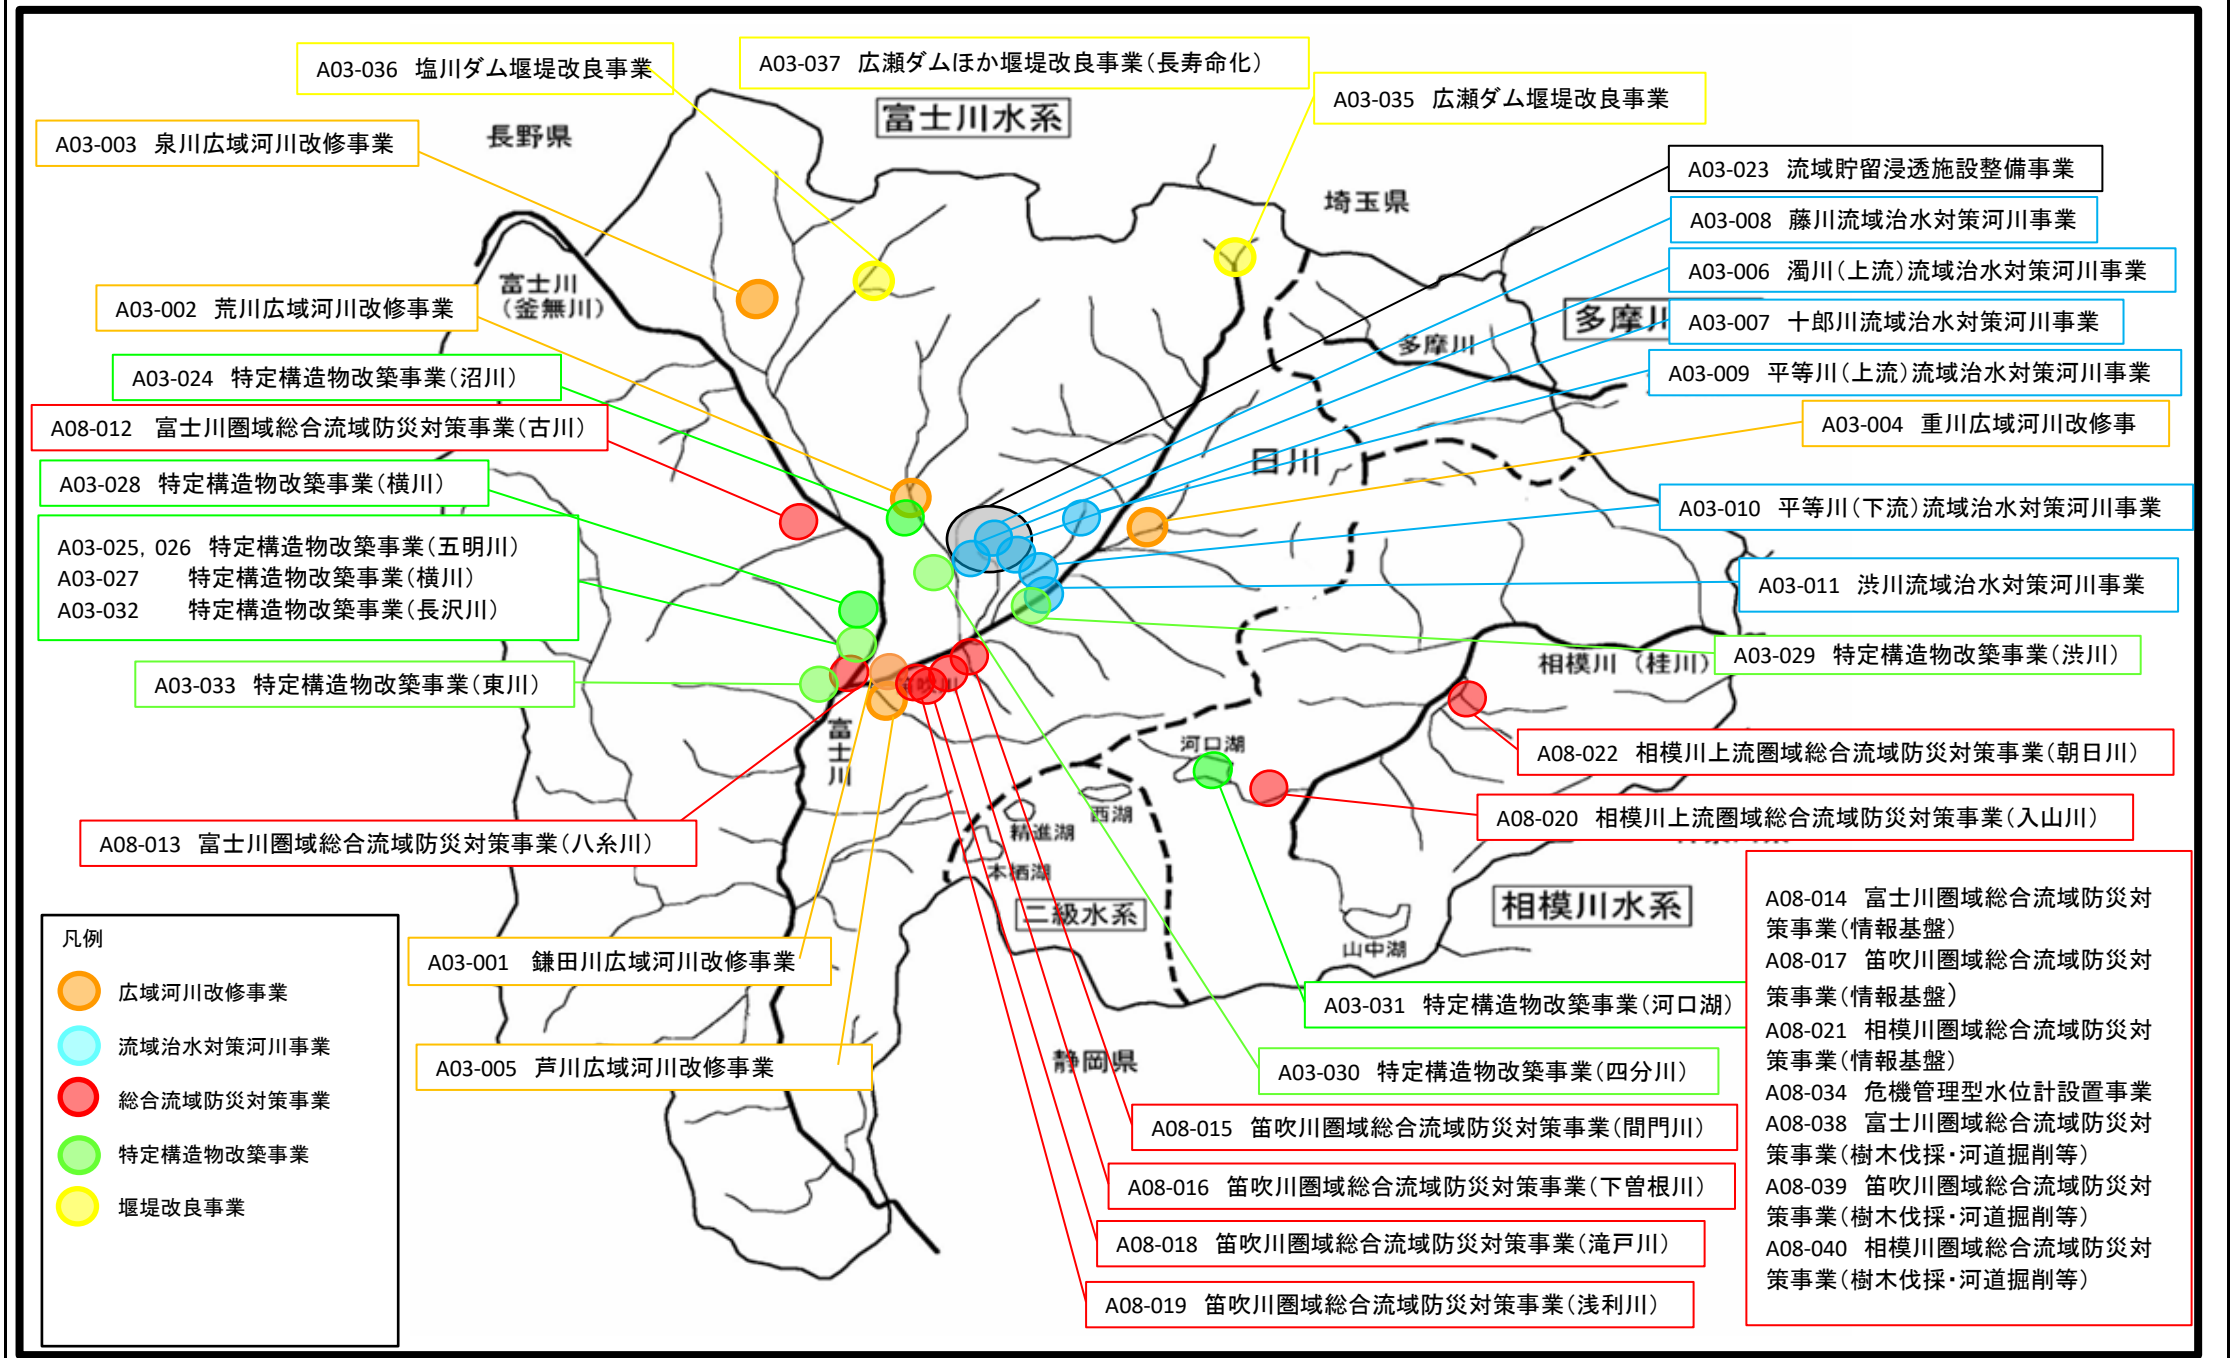 A03-036 塩川ダム堰堤改良事業
A03-037 広瀬ダムほか堰堤改良事業(長寿命化)
A03-035 広瀬ダム堰堤改良事業
富士川水系
長野県
A03-003 泉川広域河川改修事業
A03-023 流域貯留浸透施設整備事業
埼玉県
A03-008 藤川流域治水対策河川事業
A03-006 濁川(上流)流域治水対策河川事業
富士川
(釜無川)
A03-002 荒川広域河川改修事業
多摩川
A03-007 十郎川流域治水対策河川事業
多摩川
A03-024 特定構造物改築事業(沼川)
A03-009 平等川(上流)流域治水対策河川事業
A08-012 富士川圏域総合流域防災対策事業(古川)
A03-004 重川広域河川改修事
日川
A03-028 特定構造物改築事業(横川)
A03-010 平等川(下流)流域治水対策河川事業
A03-025, 026 特定構造物改築事業(五明川)
A03-027 特定構造物改築事業(横川)
A03-032 特定構造物改築事業(長沢川)
A03-011 渋川流域治水対策河川事業
A03-029 特定構造物改築事業(渋川)
相模川(桂川)
A03-033 特定構造物改築事業(東川)
吹川
富士川
河口湖
A08-022 相模川上流圏域総合流域防災対策事業(朝日川)
西湖
精進湖
A08-020 相模川上流圏域総合流域防災対策事業(入山川)
A08-013 富士川圏域総合流域防災対策事業(八糸川)
本栖湖
二級水系
相模川水系
山中湖
A08-014 富士川圏域総合流域防災対
策事業(情報基盤)
A08-017 笛吹川圏域総合流域防災対
策事業(情報基盤)
A08-021 相模川圏域総合流域防災対
策事業(情報基盤)
A08-034 危機管理型水位計設置事業
A08-038 富士川圏域総合流域防災対
策事業(樹木伐採・河道掘削等)
A08-039 笛吹川圏域総合流域防災対
策事業(樹木伐採・河道掘削等)
A08-040 相模川圏域総合流域防災対
策事業(樹木伐採・河道掘削等)
凡例
広域河川改修事業
流域治水対策河川事業
総合流域防災対策事業
特定構造物改築事業
堰堤改良事業
A03-001 鎌田川広域河川改修事業
A03-031 特定構造物改築事業(河口湖)
A03-005 芦川広域河川改修事業
静岡県
A03-030 特定構造物改築事業(四分川)
A08-015 笛吹川圏域総合流域防災対策事業(間門川)
A08-016 笛吹川圏域総合流域防災対策事業(下曽根川)
A08-018 笛吹川圏域総合流域防災対策事業(滝戸川)
A08-019 笛吹川圏域総合流域防災対策事業(浅利川)